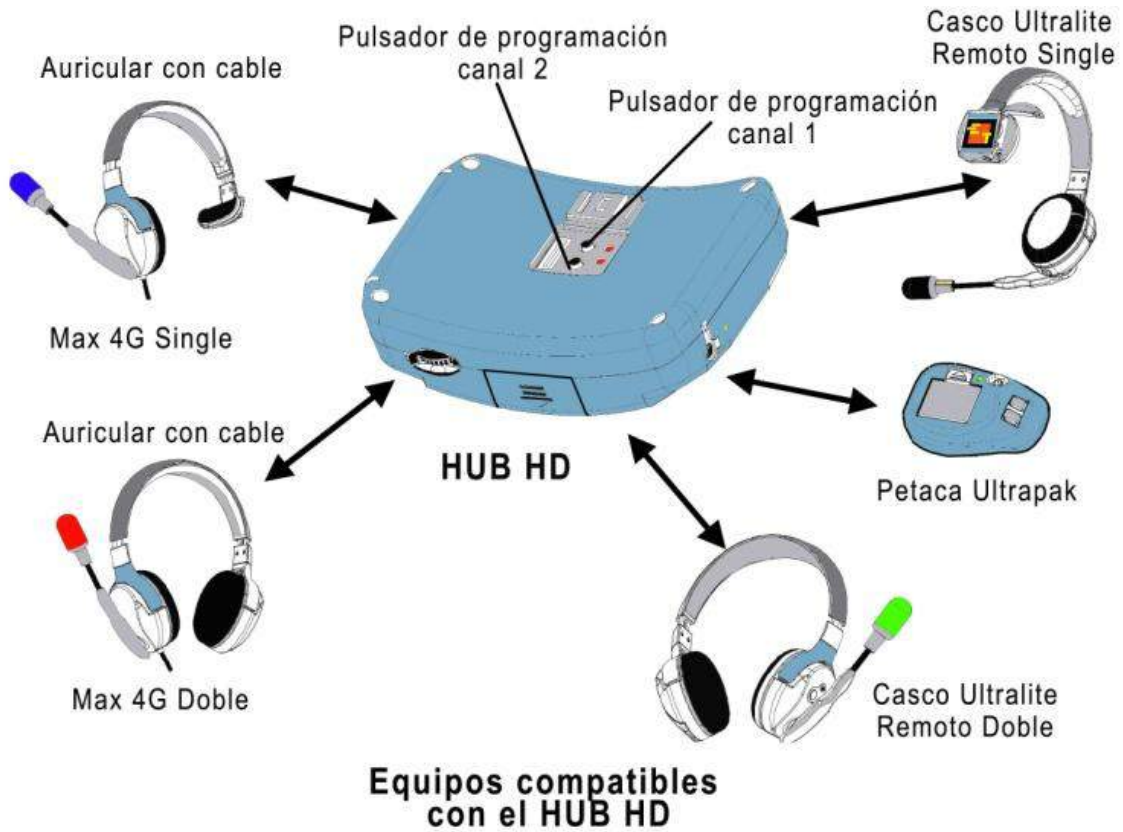 Pulsador de programación
canal 2
Casco Ultralite
Remoto Single
Auricular con cable
Pulsador de programación
canal 1
Max 4G Single
Auricular con cable
HUB HD
Petaca Ultrapak
Max 4G Doble
Casco Ultralite
Remoto Doble
Equipos compatibles
con el HUB HD